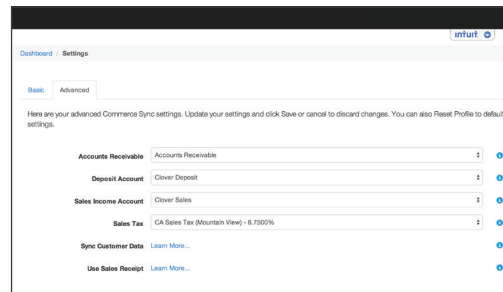 intuit
Dashboard / Settings
Basic Advanced
Here are your advanced Commerce Sync settings. Update your settings and click Save or cancel to discard changes. You can also Reset Profile to default
settings.
Accounts Receivable Accounts Receivable
Deposit Account Clover Deposit
Sales Income Account Clover Sales
Sales Tax CA Sales Tax (Mountain View) - 8.7500%
Sync Customer Data Learn More...
Use Sales Receipt Learn More...